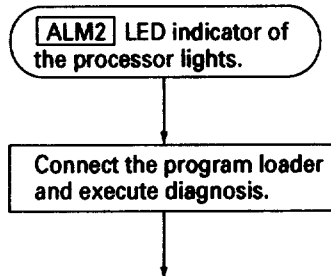 ALM2 LED indicator of
the processor lights.
Connect the program loader
and execute diagnosis.